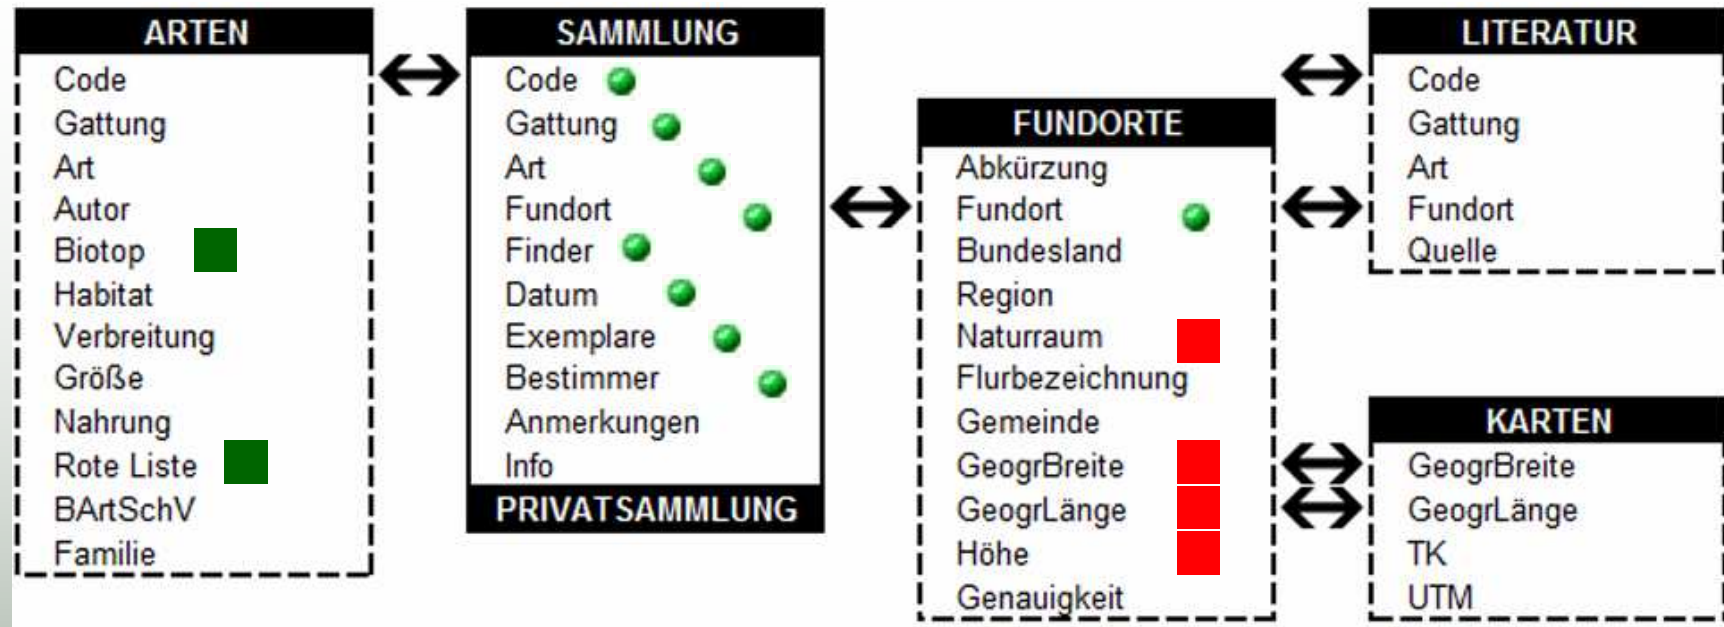 ARTEN
Code
Gattung
Art
Autor
Biotop
Habitat
Verbreitung
Größe
Nahrung
Rote Liste
BArtSchV
Familie
SAMMLUNG
Code
Gattung
Art
Fundort
Finder
Datum
Exemplare
Bestimmer
Anmerkungen
Info
PRIVATSAMMLUNG
FUNDORTE
Abkürzung
Fundort
Bundesland
Region
Naturraum
Flurbezeichnung
Gemeinde
GeogrBreite
GeogrLänge
Höhe
Genauigkeit
LITERATUR
Code
Gattung
Art
Fundort
Quelle
KARTEN
GeogrBreite
GeogrLänge
TK
UTM